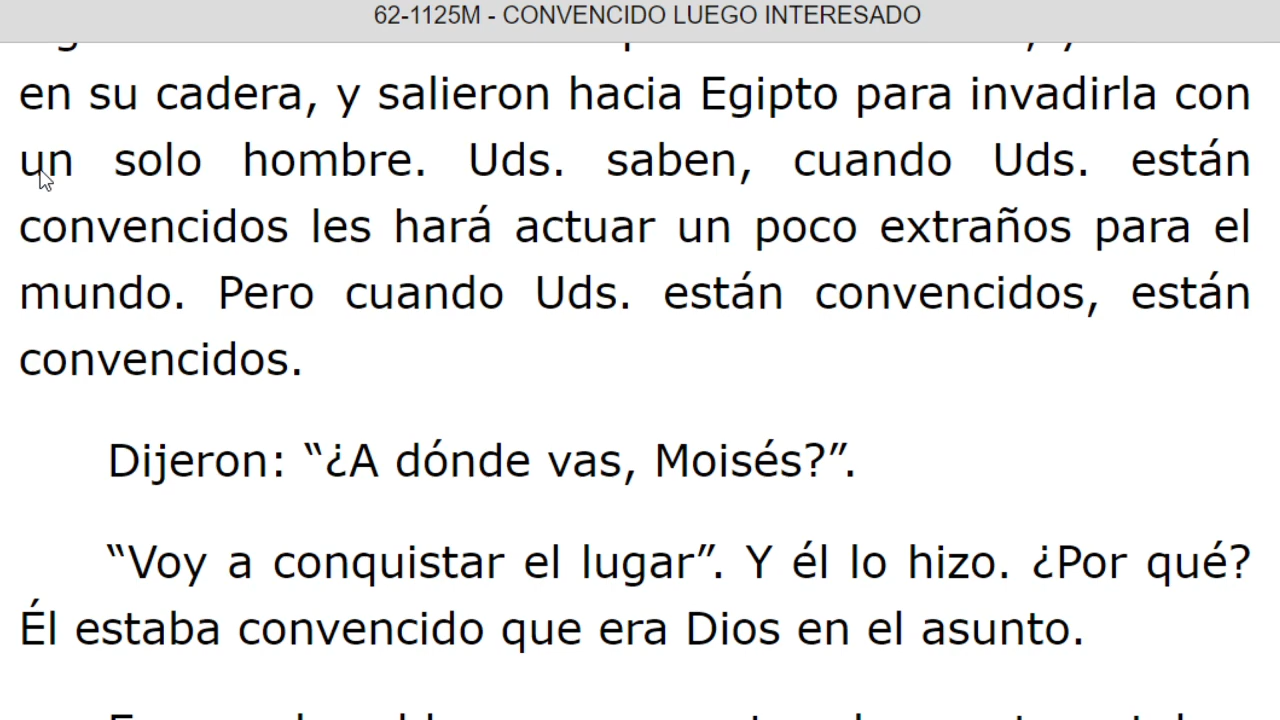 62-1125M - CONVENCIDO LUEGO INTERESADO
en su cadera, y salieron hacia Egipto para invadirla con
un solo hombre. Uds. saben, cuando Uds. están
convencidos les hará actuar un poco extraños para el
mundo. Pero cuando Uds. están convencidos, están
convencidos.
Dijeron: “¿A dónde vas, Moisés?”.
“Voy a conquistar el lugar”. Y él lo hizo. ¿Por qué?
Él estaba convencido que era Dios en el asunto.